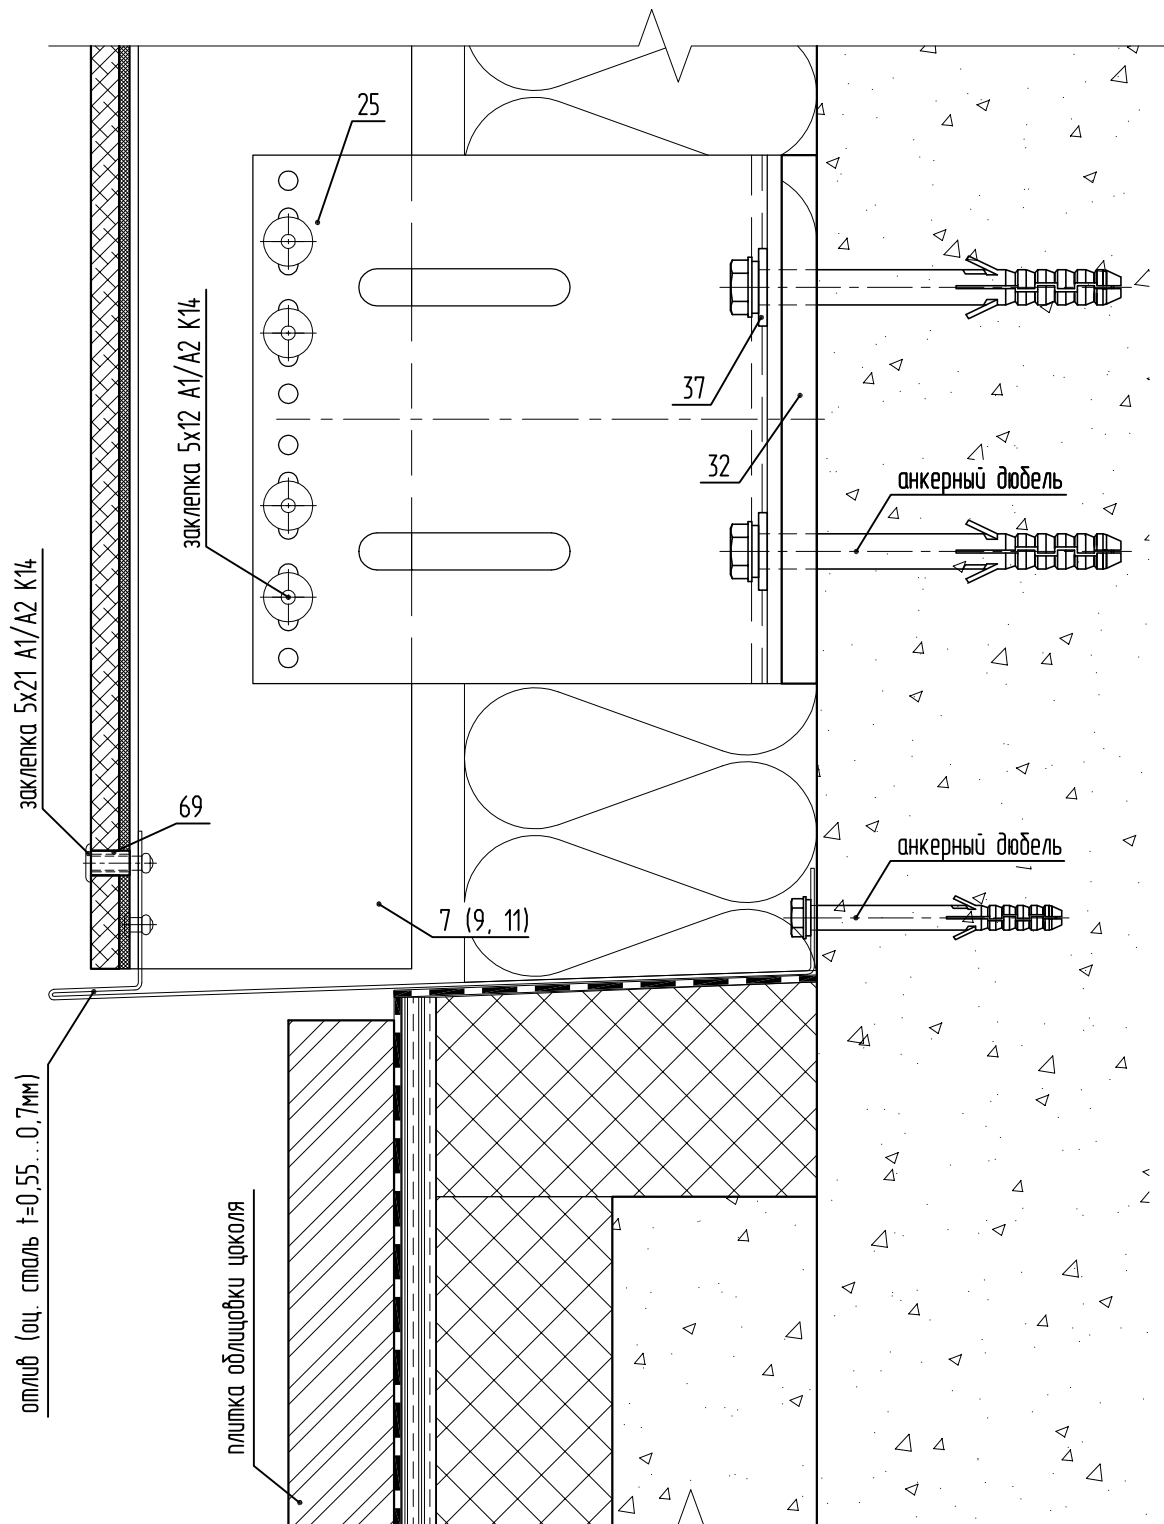 25
заклепка 5х12 А1/А2 К14
37
32
анкерный дюбель
заклепка 5х21 А1/А2 К14
69
анкерный дюбель
7 (9, 11)
отлив (оц. сталь t=0,55...0,7мм)
плитка облицовки цоколя